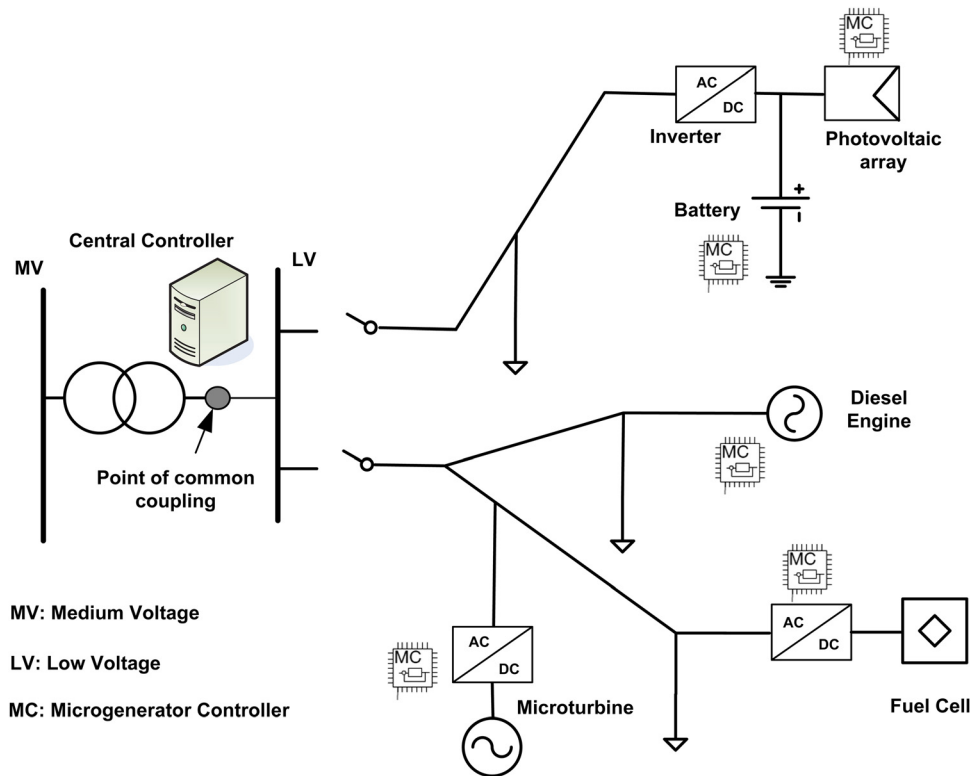 MC
AC
DC
Inverter
Photovoltaic
array
+
Battery
MC
Central Controller
MV
LV
Diesel
Engine
MC
Point of common
coupling
MC
MV: Medium Voltage
AC
DC
AC
DC
MC
LV: Low Voltage
MC: Microgenerator Controller
Microturbine
Fuel Cell